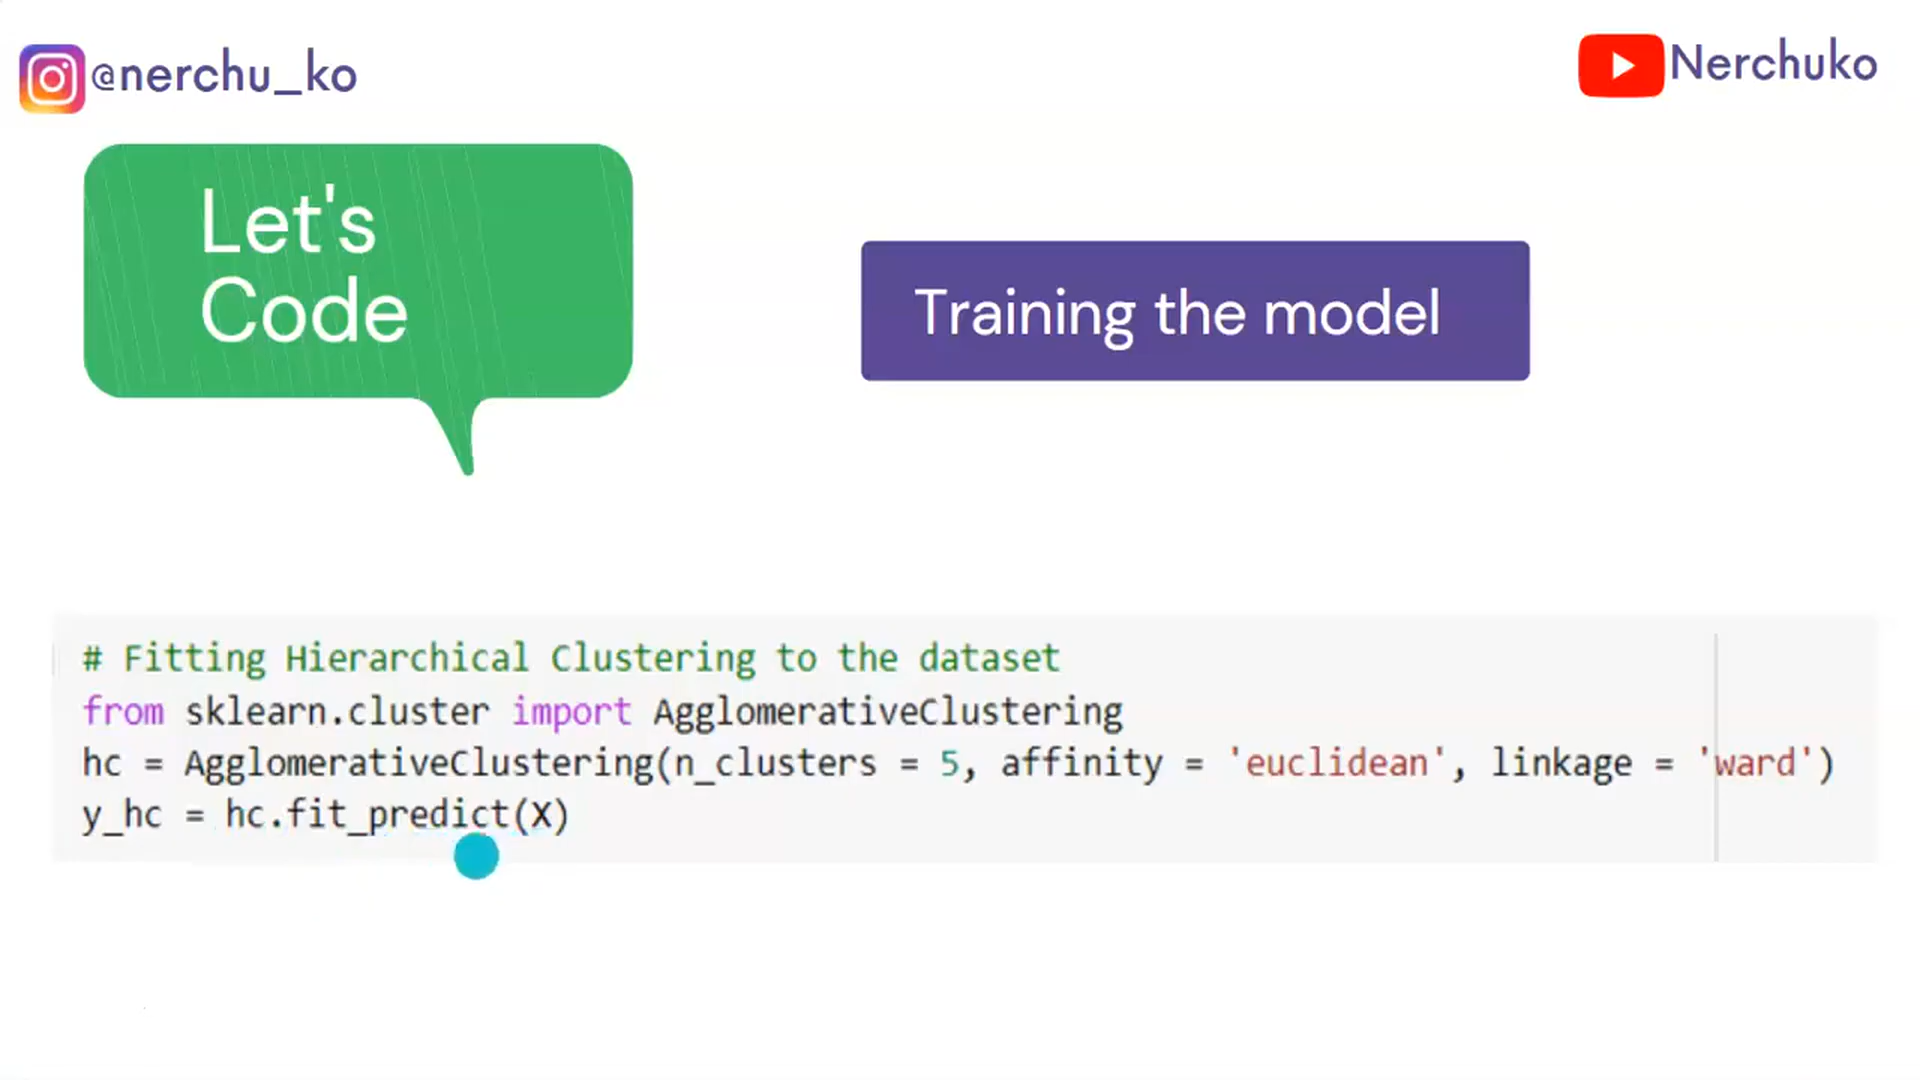 @nerchu_ko
Nerchuko
Let's
Code
Training the model
# Fitting Hierarchical Clustering to the dataset
from sklearn.cluster import AgglomerativeClustering
hc = AgglomerativeClustering(n_clusters = 5, affinity = 'euclidean', linkage = 'ward')
y_hc = hc.fit_predict(X)